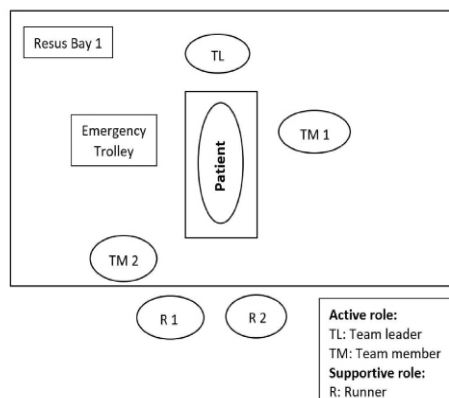 Resus Bay 1
TL
Emergency
Trolley
Patient
TM 1
TM 2
R 1
R 2
Active role:
TL: Team leader
TM: Team member
Supportive role:
R: Runner